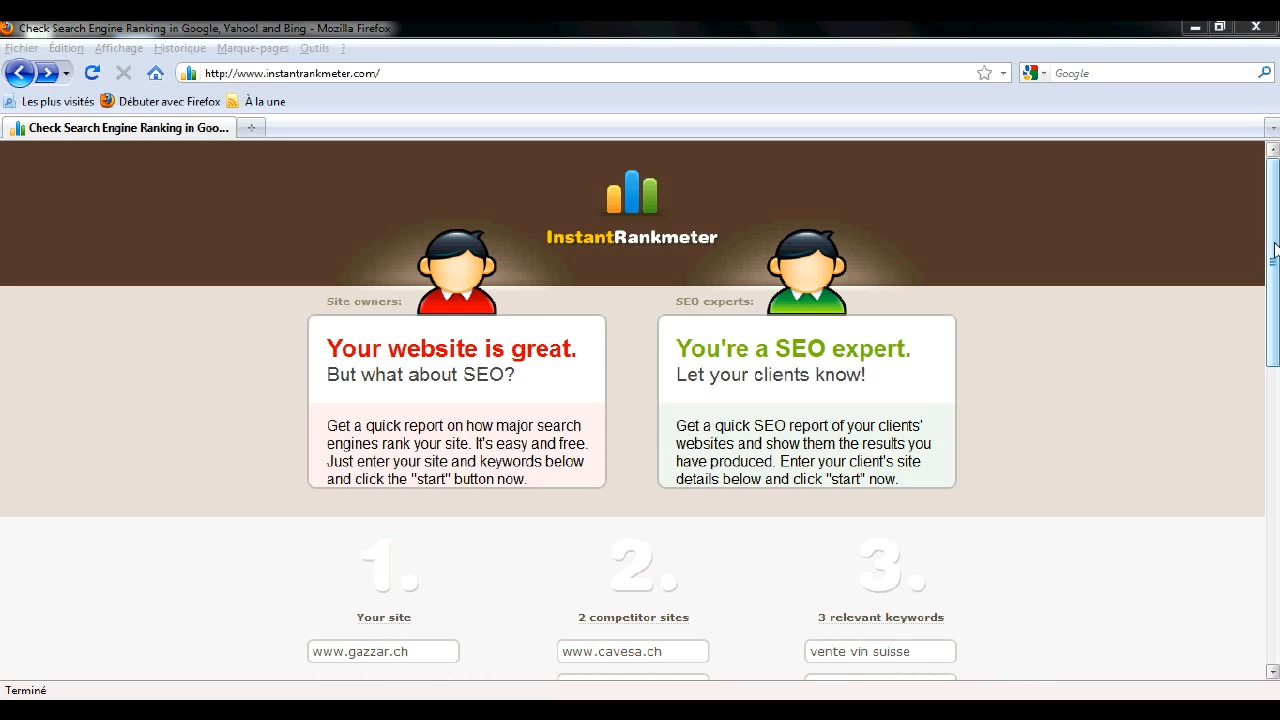 Check Search Engine Ranking in Google, Yahoo! and Bing - Mozilla Firefox
Fichier Édition Affichage Historique Marque-pages Outils ?
http://www.instantrankmeter.com/
Google
Les plus visités Débuter avec Firefox À la une
Check Search Engine Ranking in Goo...
InstantRankmeter
Site owners:
Your website is great.
But what about SEO?
Get a quick report on how major search
engines rank your site. It's easy and free.
Just enter your site and keywords below
and click the "start" button now.
SEO experts:
You're a SEO expert.
Let your clients know!
Get a quick SEO report of your clients'
websites and show them the results you
have produced. Enter your client's site
details below and click "start" now.
1.
Your site
www.gazzar.ch
2.
2 competitor sites
www.cavesa.ch
3.
3 relevant keywords
vente vin suisse
Terminé